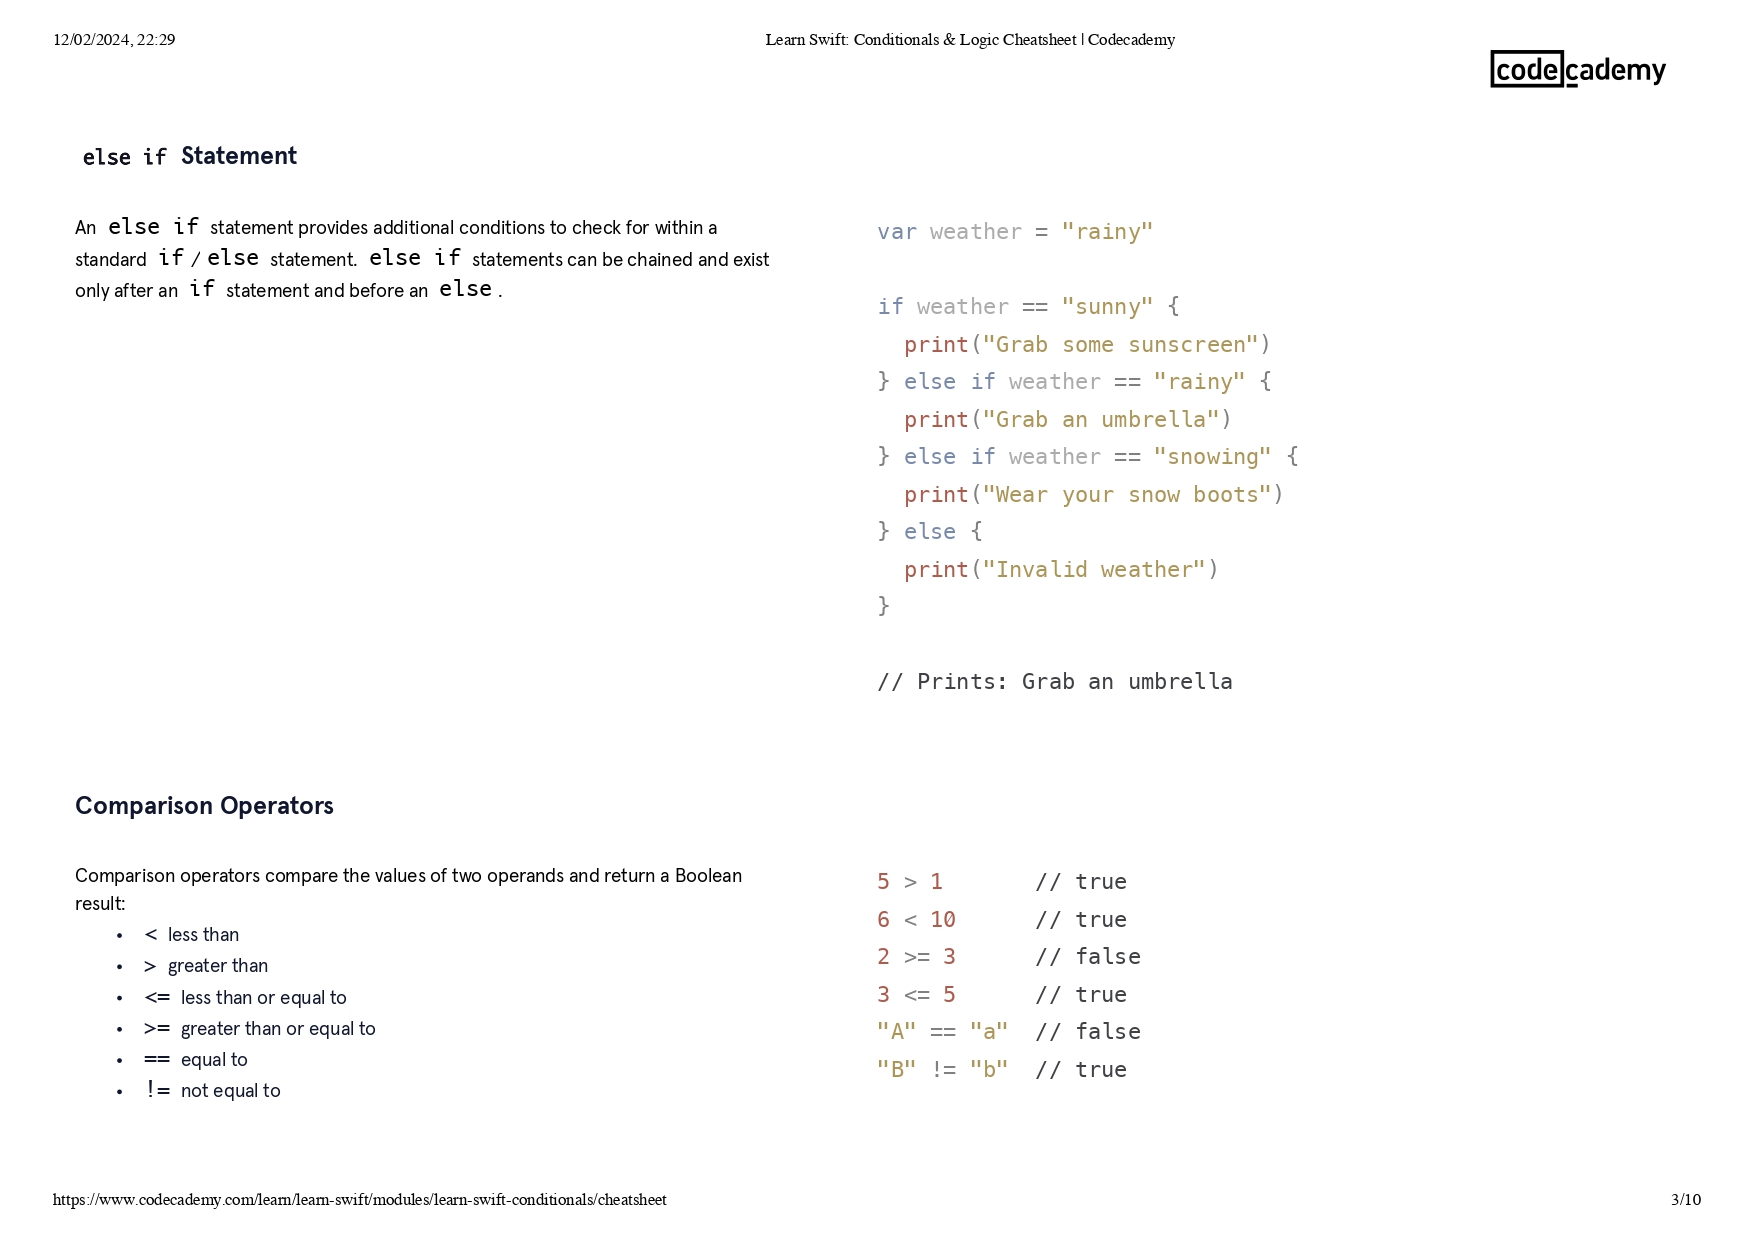 12/02/2024, 22:29
Learn Swift: Conditionals & Logic Cheatsheet | Codecademy
codecademy
else if Statement
An else if statement provides additional conditions to check for within a
standard if / else statement. else if statements can be chained and exist
only after an if statement and before an else .
var weather = "rainy"
if weather == "sunny" {
  print("Grab some sunscreen")
} else if weather == "rainy" {
  print("Grab an umbrella")
} else if weather == "snowing" {
  print("Wear your snow boots")
} else {
  print("Invalid weather")
}
// Prints: Grab an umbrella
Comparison Operators
Comparison operators compare the values of two operands and return a Boolean
result:
• < less than
• > greater than
• <= less than or equal to
• >= greater than or equal to
• == equal to
• != not equal to
5 > 1       // true
6 < 10      // true
2 >= 3      // false
3 <= 5      // true
"A" == "a"  // false
"B" != "b"  // true
https://www.codecademy.com/learn/learn-swift/modules/learn-swift-conditionals/cheatsheet
3/10